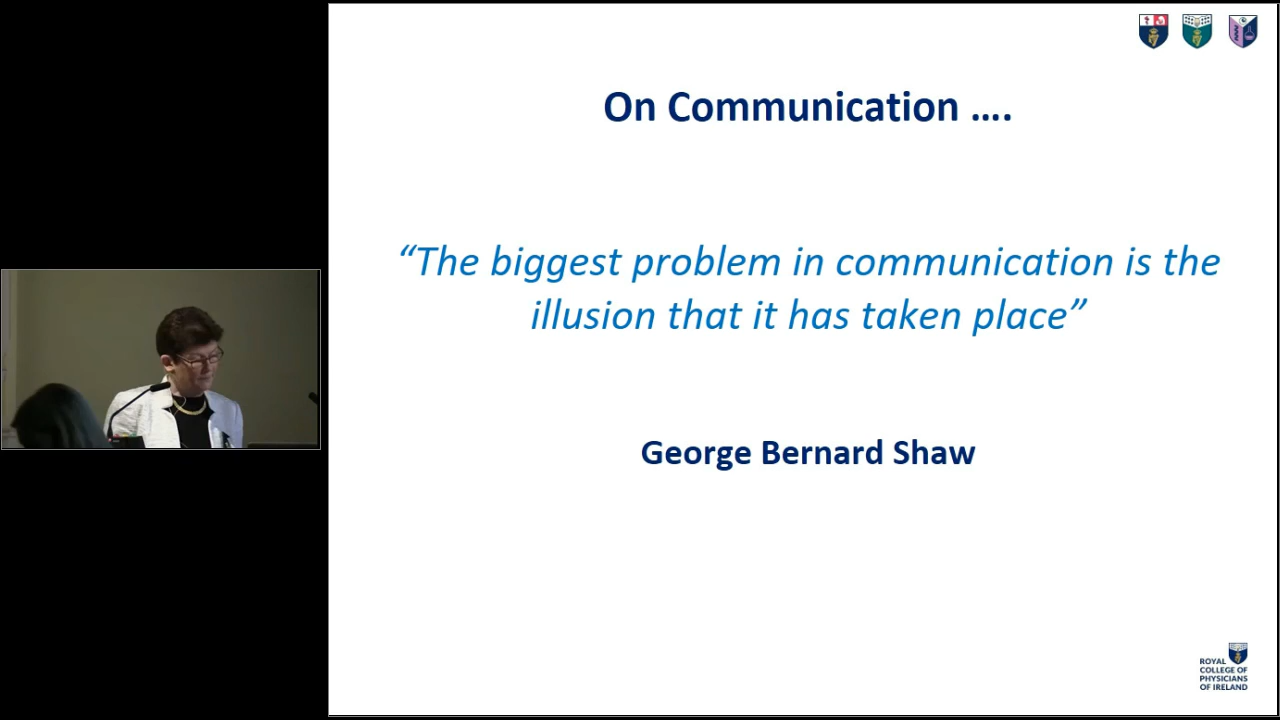 On Communication ....
“The biggest problem in communication is the
illusion that it has taken place”
George Bernard Shaw
ROYAL
COLLEGE OF
PHYSICIANS
OF IRELAND